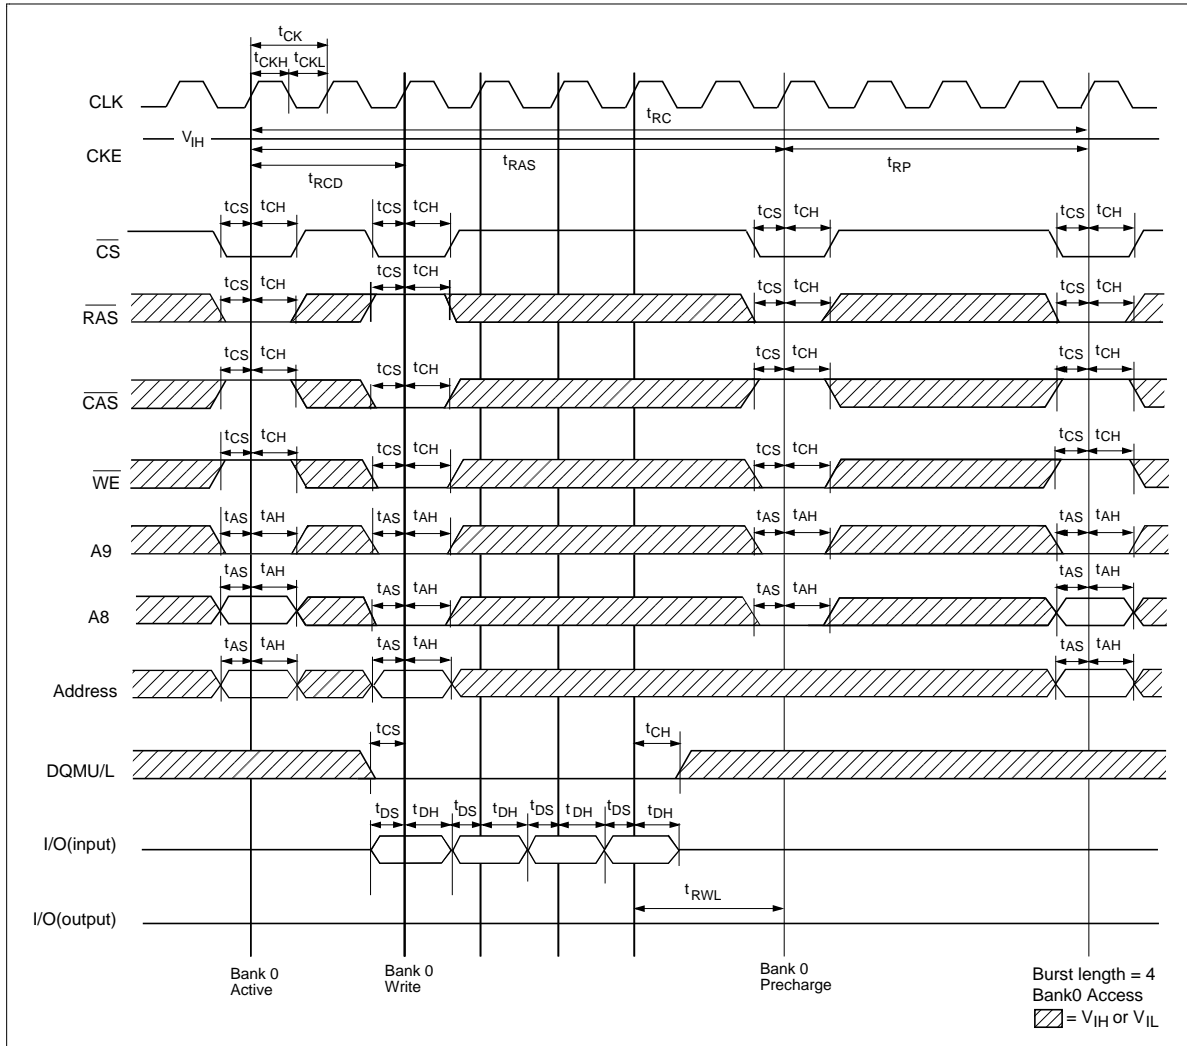 tCK
tCKH tCKL
CLK
tRC
VIH
CKE
tRAS tRP
tRCD
tCS tCH tCS tCH tCS tCH tCS tCH
CS
tCS tCH tCS tCH tCS tCH tCS tCH
RAS
tCS tCH tCS tCH tCS tCH tCS tCH
CAS
tCS tCH tCS tCH tCS tCH tCS tCH
WE
tAS tAH tAS tAH tAS tAH tAS tAH
A9
tAS tAH tAS tAH tAS tAH tAS tAH
A8
tAS tAH tAS tAH tAS tAH
Address
tCS tCH
DQMU/L
tDS tDH tDS tDH tDS tDH tDS tDH
I/O(input)
tRWL
I/O(output)
Bank 0
Active
Bank 0
Write
Bank 0
Precharge
Burst length = 4
Bank0 Access
= VIH or VIL